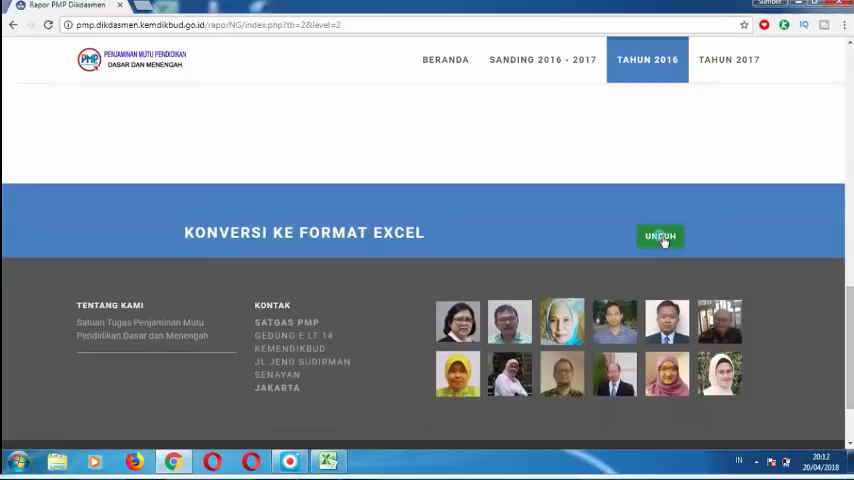 Rapor PMP Dikdasmen
Sumber
pmp.dikdasmen.kemdikbud.go.id/raporNG/index.php?tb=2&level=2
PMP
PENJAMINAN MUTU PENDIDIKAN
DASAR DAN MENENGAH
BERANDA
SANDING 2016 - 2017
TAHUN 2016
TAHUN 2017
KONVERSI KE FORMAT EXCEL
UNDUH
TENTANG KAMI
Satuan Tugas Penjaminan Mutu
Pendidikan Dasar dan Menengah
KONTAK
SATGAS PMP
GEDUNG E LT 14
KEMENDIKBUD
JL JEND SUDIRMAN
SENAYAN
JAKARTA
IN
20:12
20/04/2018